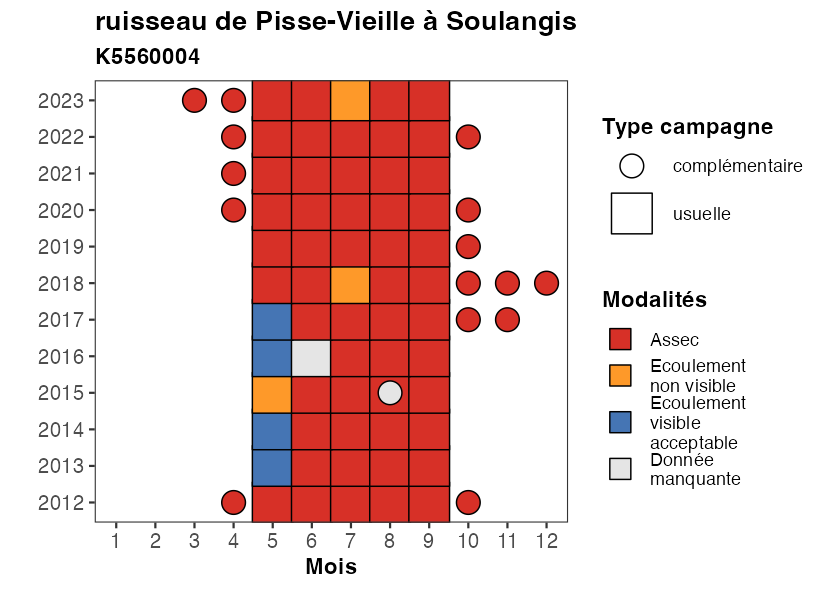 ruisseau de Pisse-Vieille à Soulangis
K5560004
2023
2022
2021
2020
2019
2018
2017
2016
2015
2014
2013
2012
1 2 3 4 5 6 7 8 9 10 11 12
Mois
Type campagne
complémentaire
usuelle
Modalités
Assec
Ecoulement
non visible
Ecoulement
visible
acceptable
Donnée
manquante